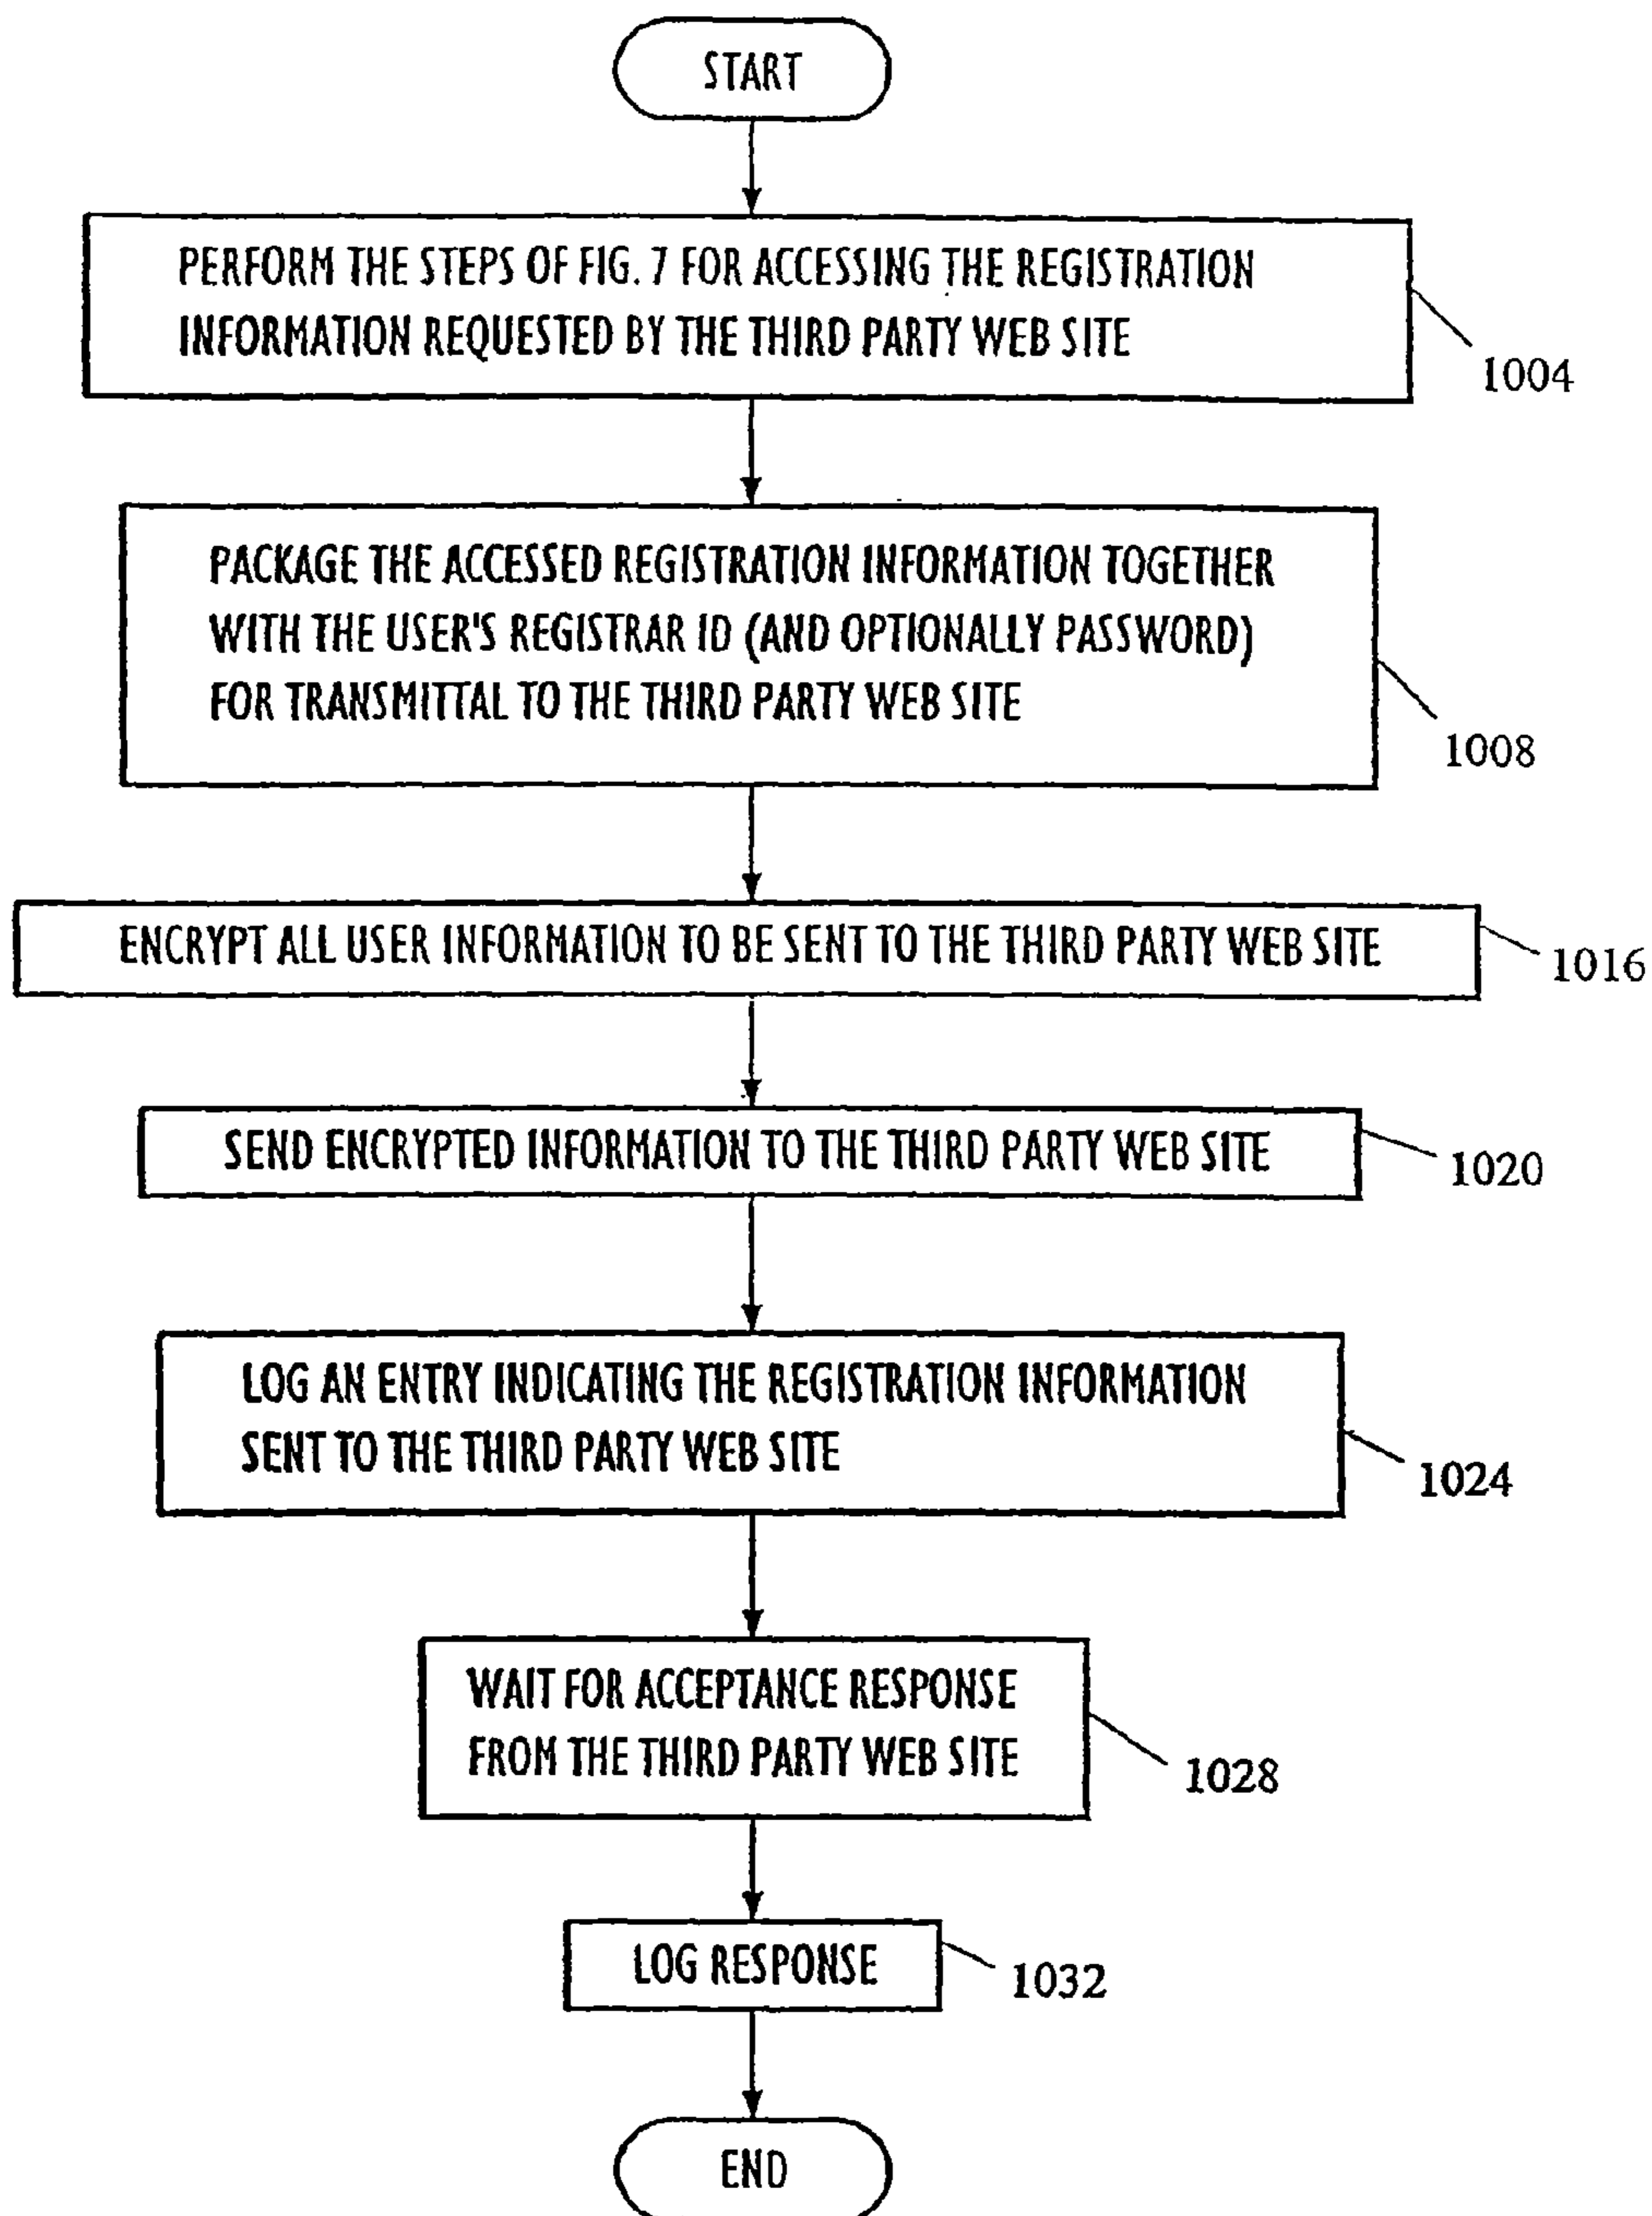 START
PERFORM THE STEPS OF FIG. 7 FOR ACCESSING THE REGISTRATION
INFORMATION REQUESTED BY THE THIRD PARTY WEB SITE
1004
PACKAGE THE ACCESSED REGISTRATION INFORMATION TOGETHER
WITH THE USER'S REGISTRAR ID (AND OPTIONALLY PASSWORD)
FOR TRANSMITTAL TO THE THIRD PARTY WEB SITE
1008
ENCRYPT ALL USER INFORMATION TO BE SENT TO THE THIRD PARTY WEB SITE
1016
SEND ENCRYPTED INFORMATION TO THE THIRD PARTY WEB SITE
1020
LOG AN ENTRY INDICATING THE REGISTRATION INFORMATION
SENT TO THE THIRD PARTY WEB SITE
1024
WAIT FOR ACCEPTANCE RESPONSE
FROM THE THIRD PARTY WEB SITE
1028
LOG RESPONSE
1032
END